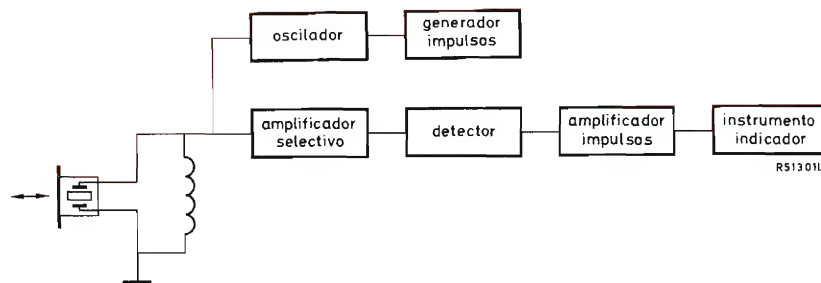 oscilador
generador
impulsos
amplificador
selectivo
detector
amplificador
impulsos
instrumento
indicador
R51301L